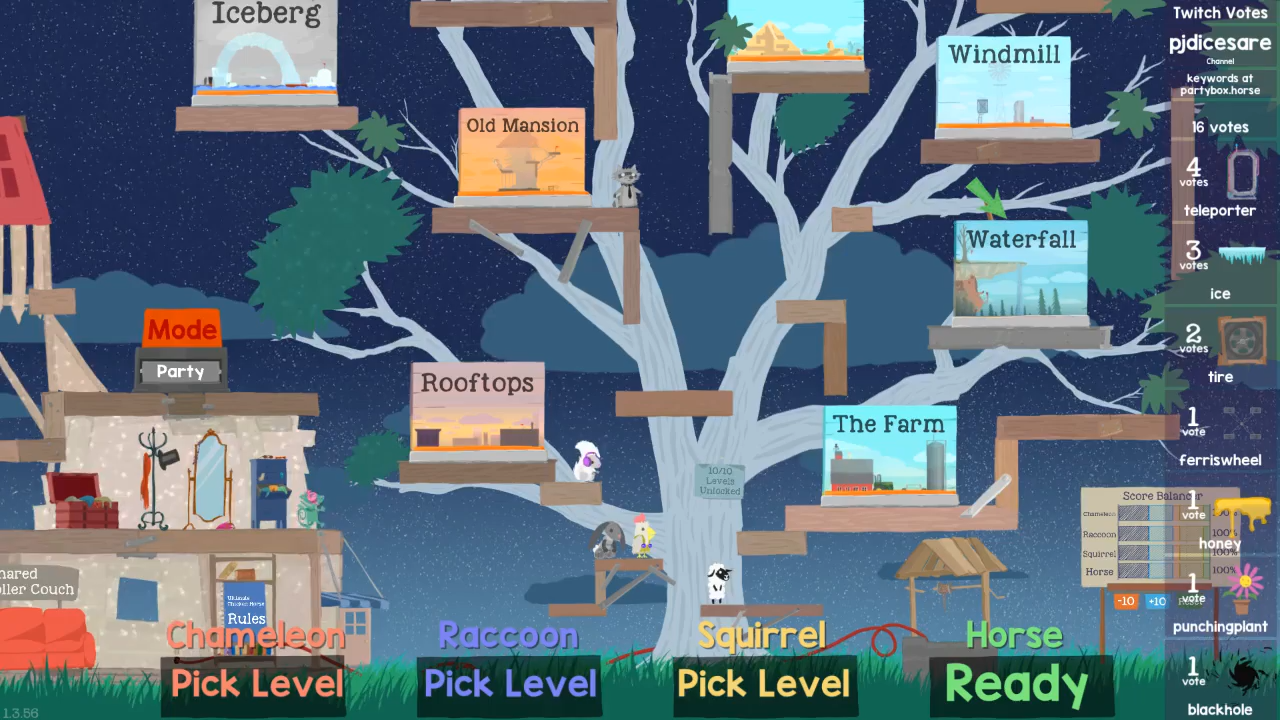 Iceberg
Old Mansion
Windmill
Waterfall
Rooftops
The Farm
Mode
Party
10/10
Levels
Unlocked
Rules
Chameleon
Pick Level
Raccoon
Pick Level
Squirrel
Pick Level
Horse
Ready
Twitch Votes
pjdicesare
Channel
keywords at
partybox.horse
16 votes
4
votes
teleporter
3
votes
ice
2
votes
tire
1
vote
ferriswheel
1
vote
honey
1
vote
punchingplant
1
vote
blackhole
Score Balancer
Chameleon
Raccoon
Squirrel
Horse
100%
100%
100%
-10
+10
Couch
1.3.56